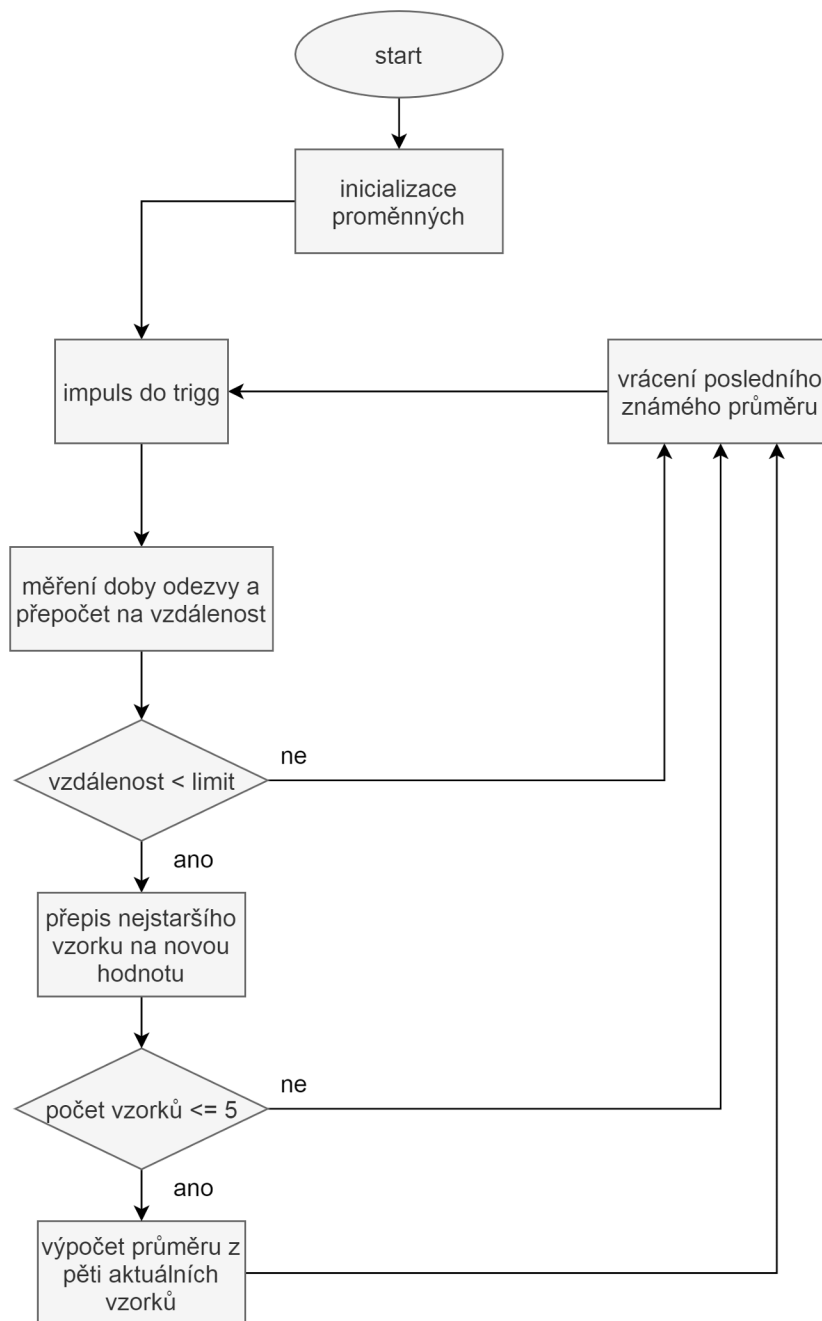 start
inicializace
proměnných
impuls do trigg
vrácení posledního
známého průměru
měření doby odezvy a
přepočet na vzdálenost
vzdálenost < limit
ne
ano
přepis nejstaršího
vzorku na novou
hodnotu
počet vzorků <= 5
ne
ano
výpočet průměru z
pěti aktuálních
vzorků